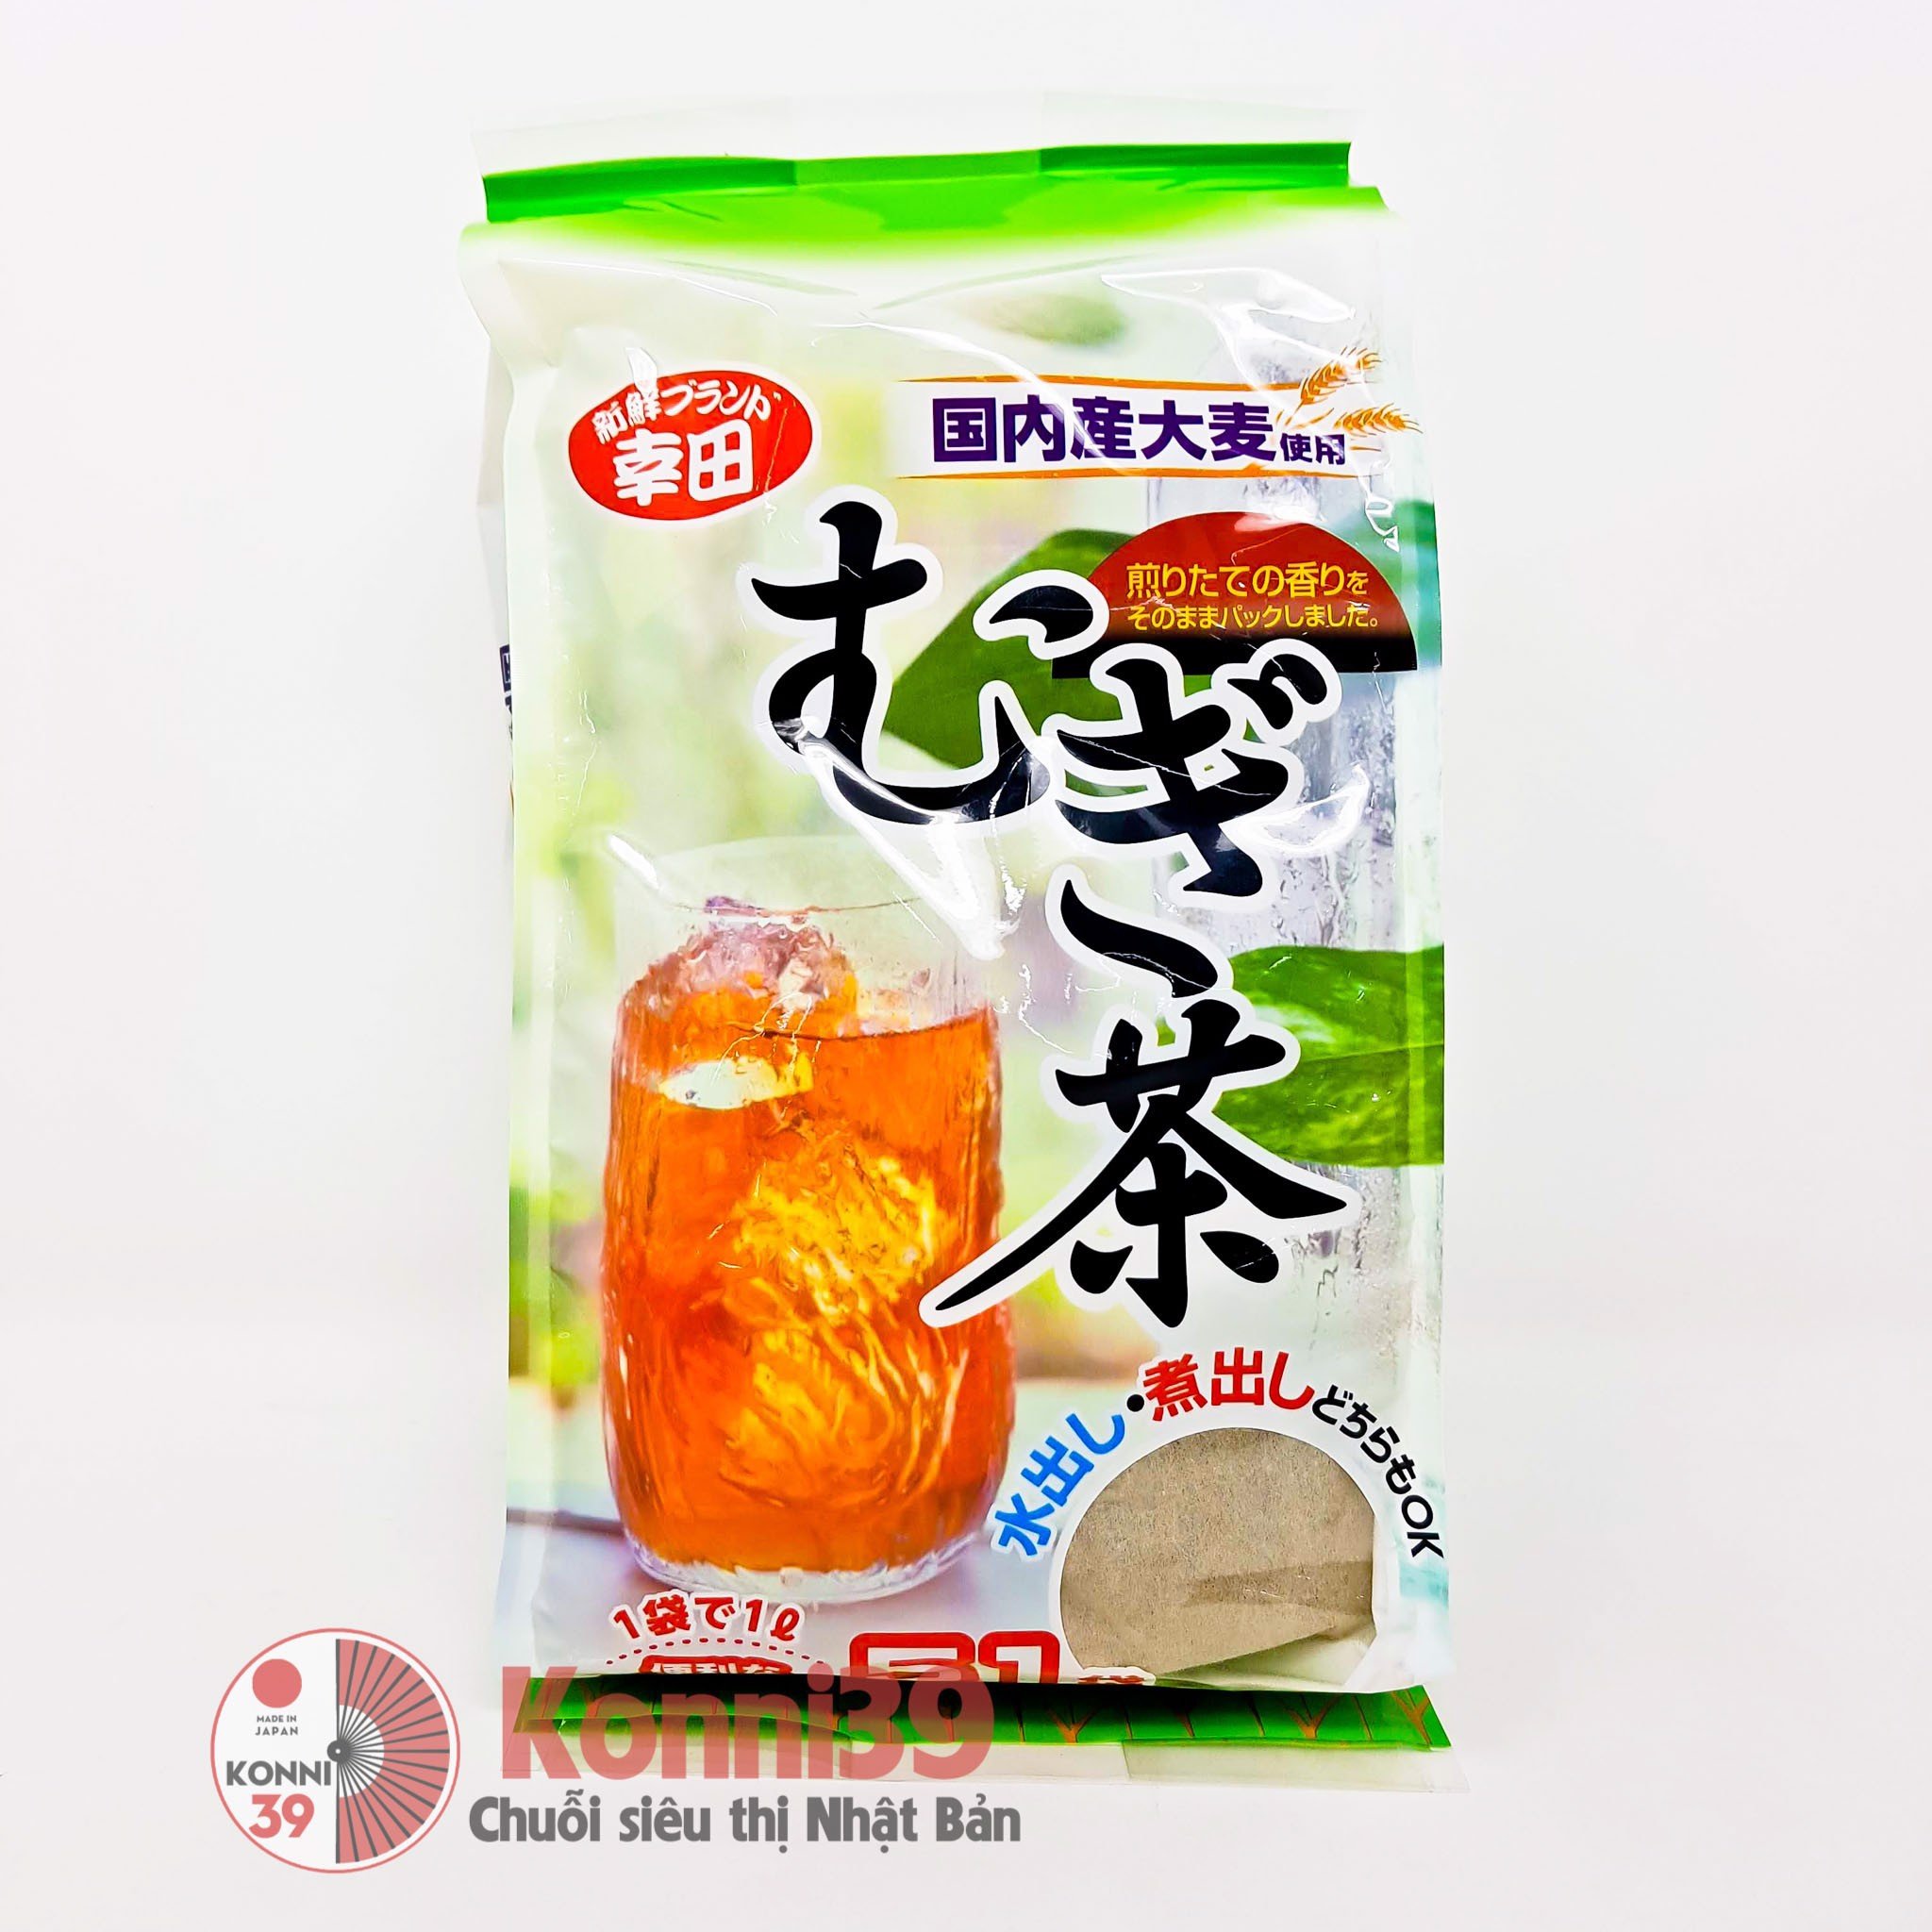 新鮮ブランド
幸田
国内産大麦使用
煎りたての香りを
そのままパックしました。
むぎ茶
水出し・煮出しどちらもOK
1袋で1ℓ
MADE IN
JAPAN
KONNI
39
Konni39
Chuỗi siêu thị Nhật Bản